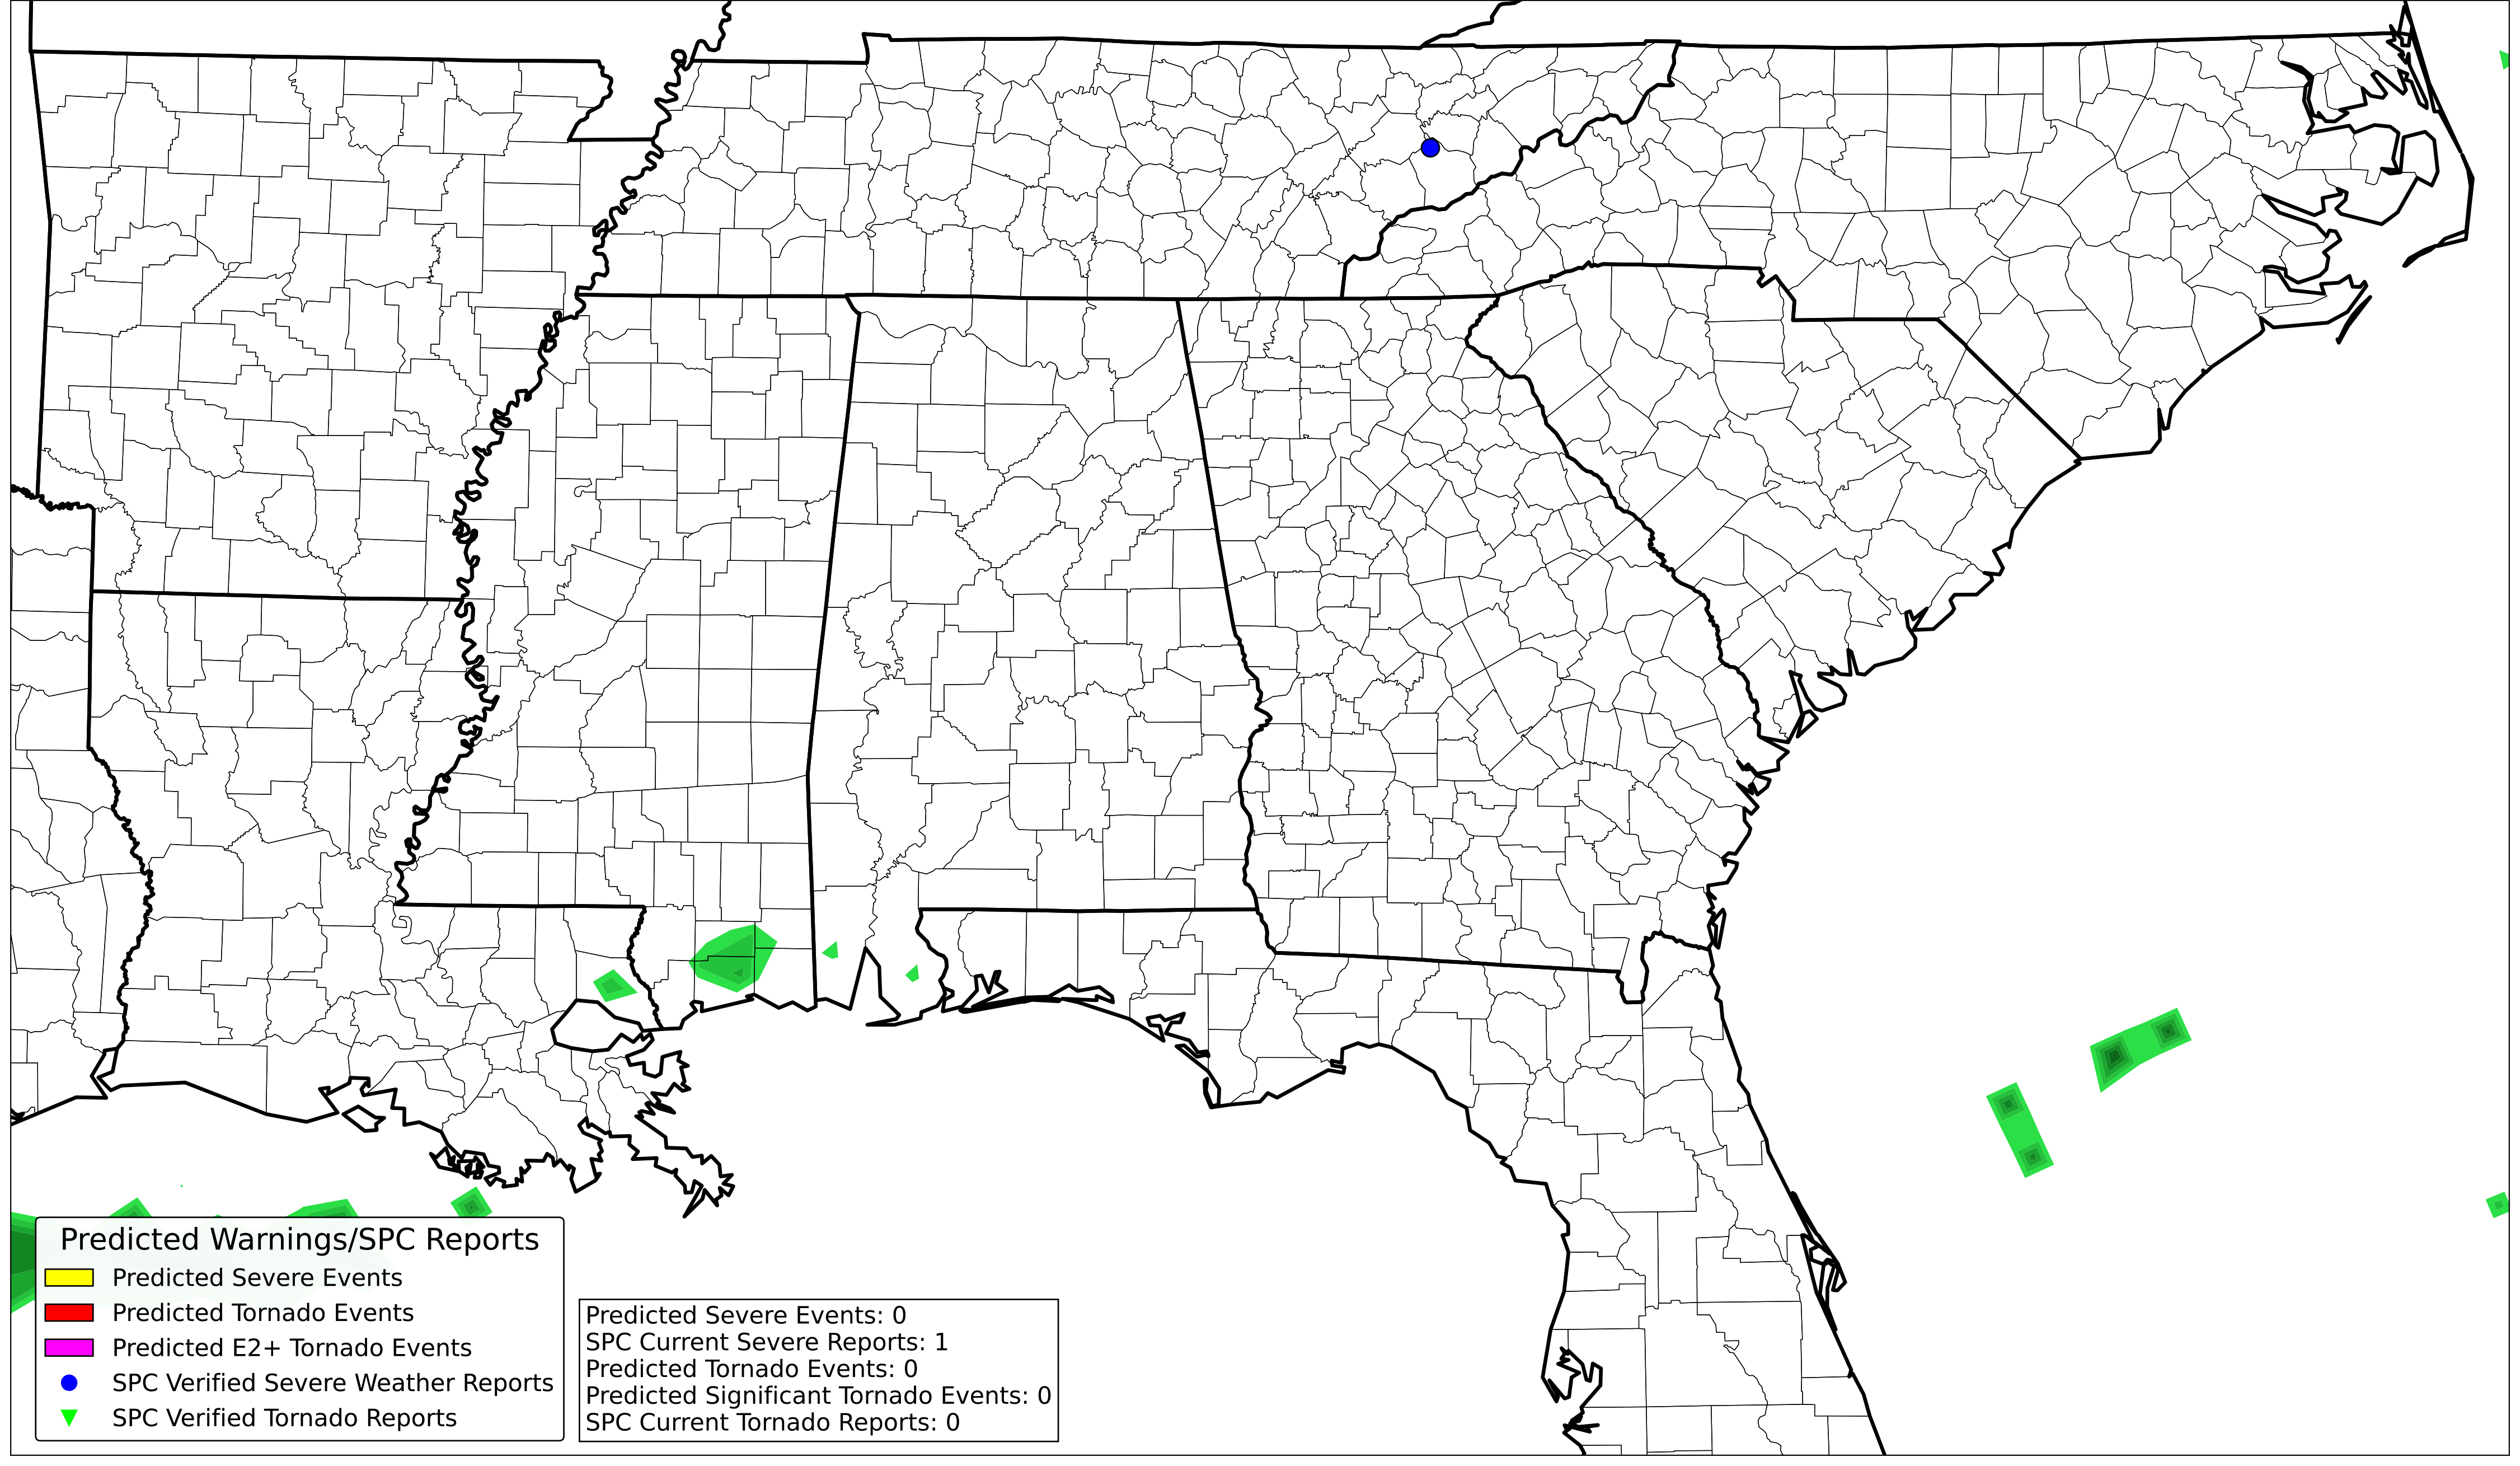 Predicted Warnings/SPC Reports
Predicted Severe Events
Predicted Tornado Events
Predicted E2+ Tornado Events
SPC Verified Severe Weather Reports
SPC Verified Tornado Reports
Predicted Severe Events: 0
SPC Current Severe Reports: 1
Predicted Tornado Events: 0
Predicted Significant Tornado Events: 0
SPC Current Tornado Reports: 0